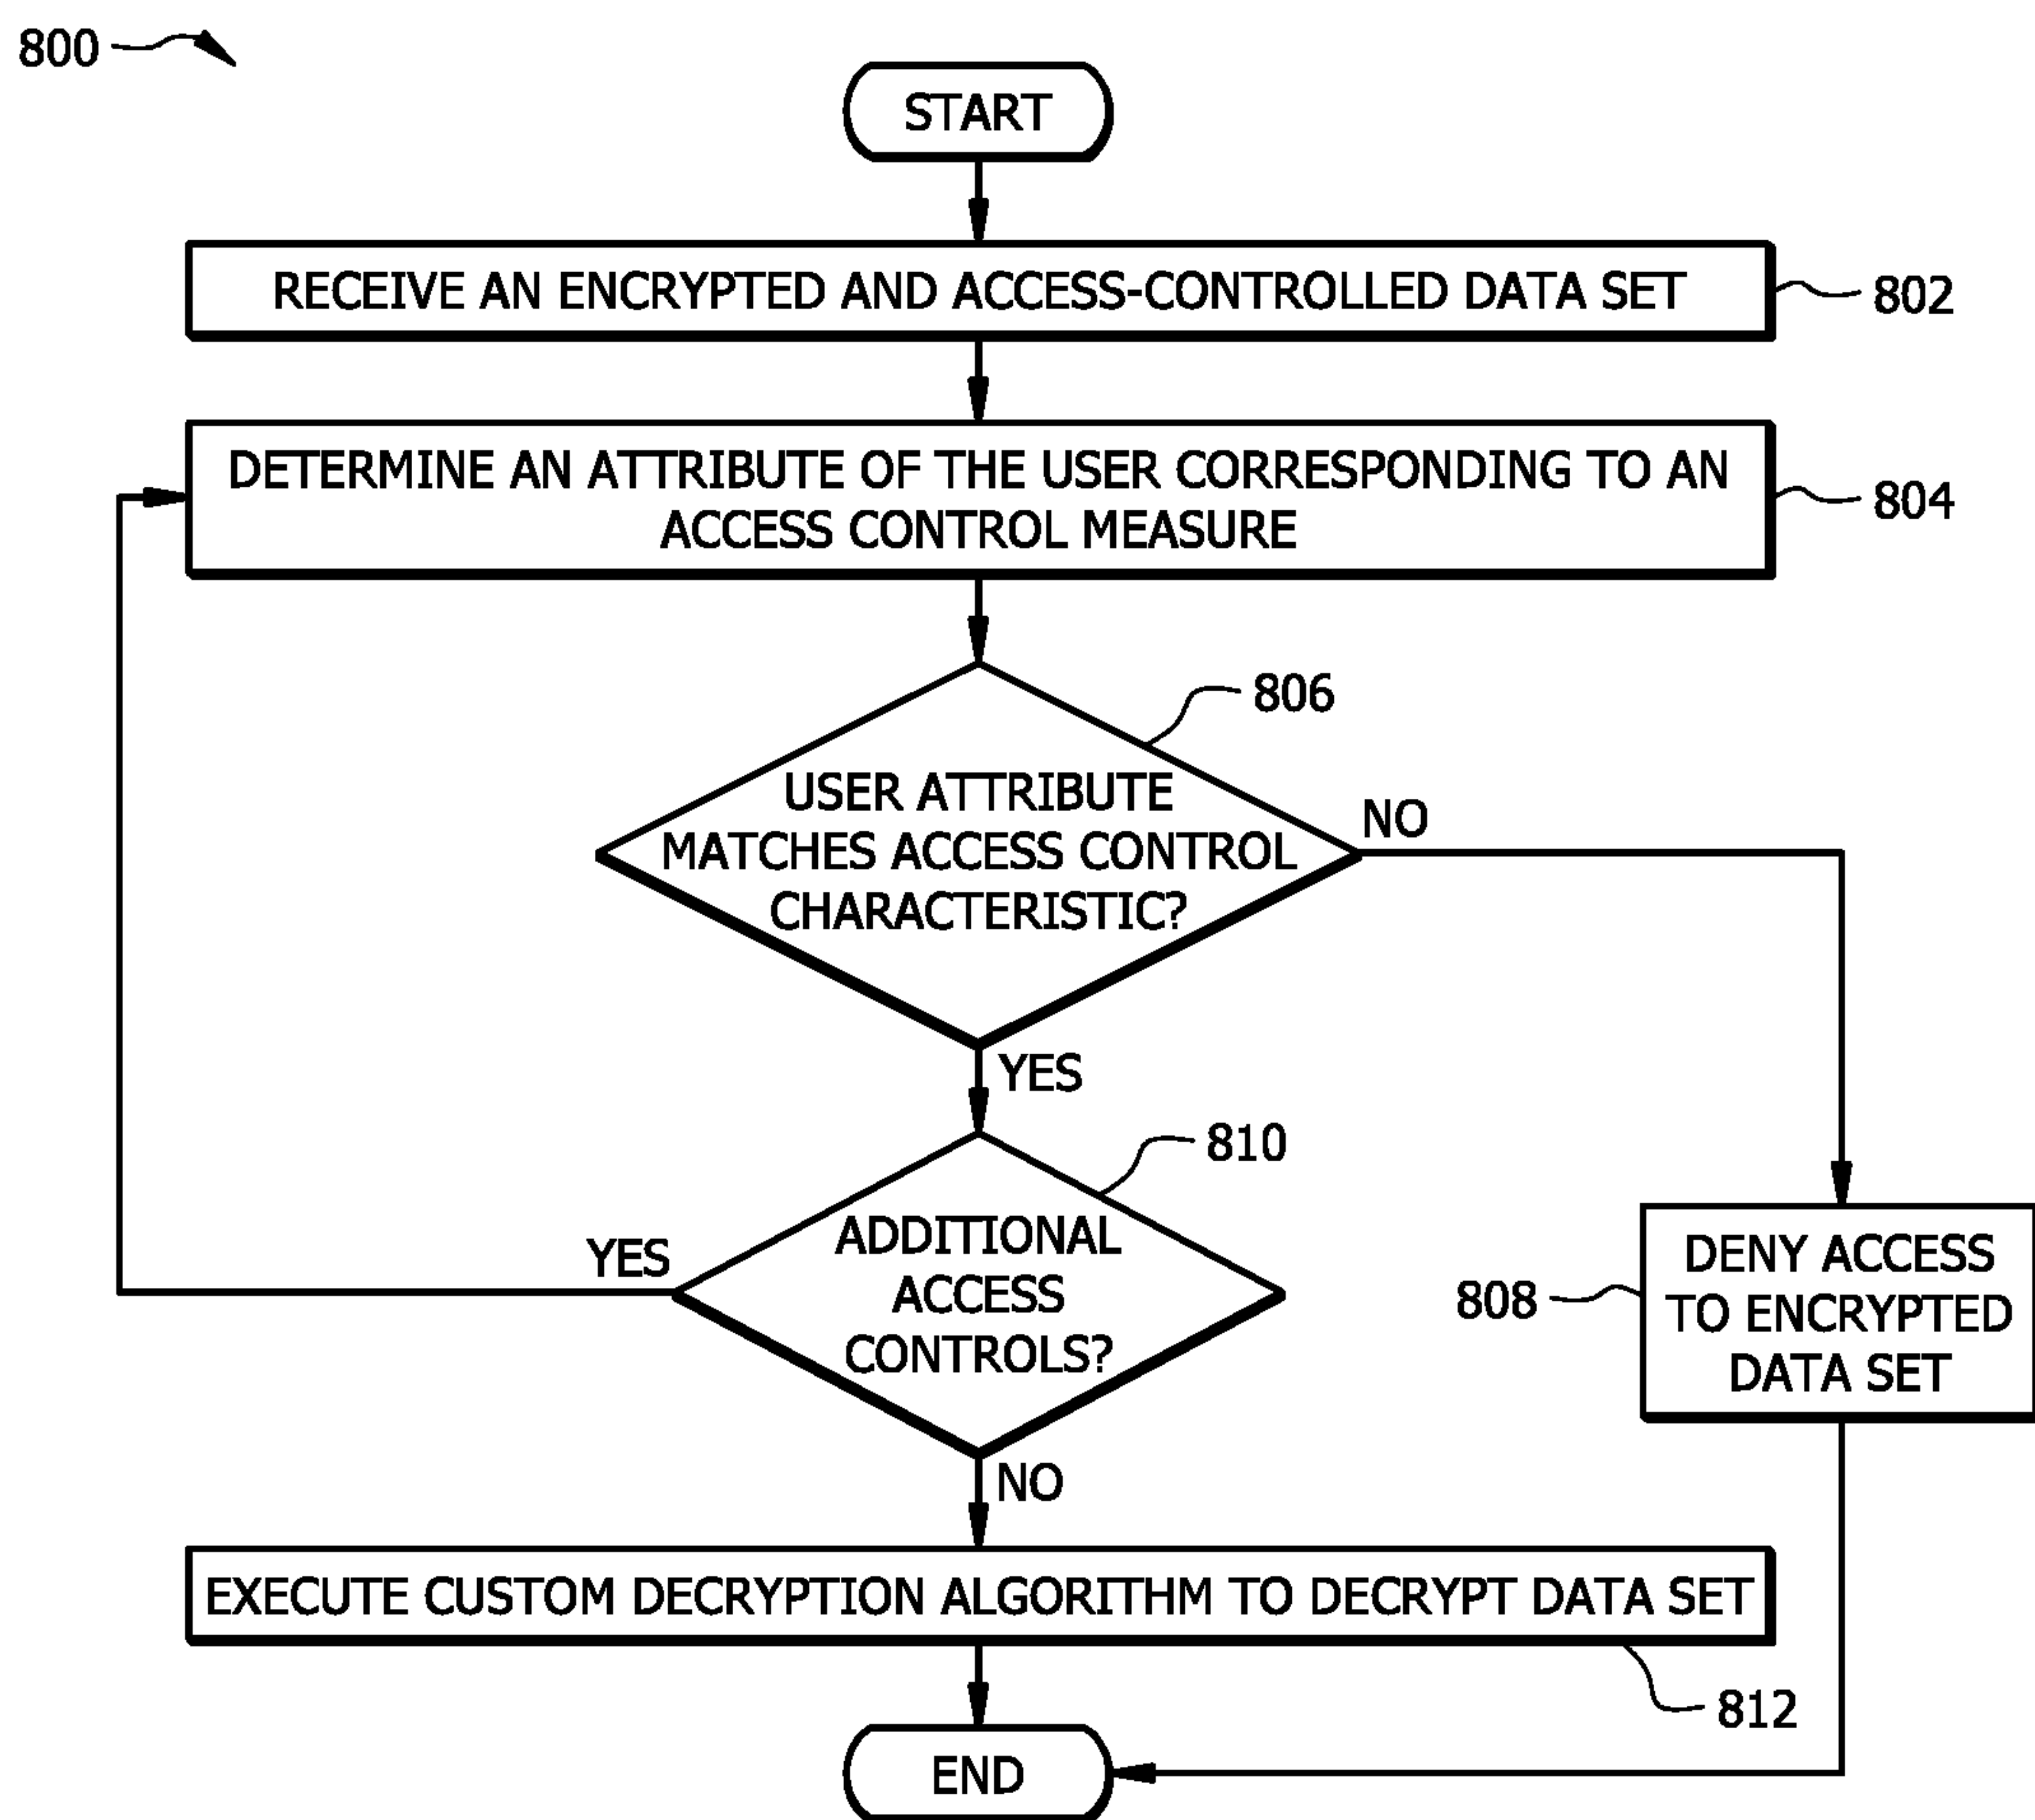 800
START
RECEIVE AN ENCRYPTED AND ACCESS-CONTROLLED DATA SET
802
DETERMINE AN ATTRIBUTE OF THE USER CORRESPONDING TO AN
ACCESS CONTROL MEASURE
804
806
USER ATTRIBUTE
MATCHES ACCESS CONTROL
CHARACTERISTIC?
NO
YES
810
ADDITIONAL
ACCESS
CONTROLS?
YES
NO
808
DENY ACCESS
TO ENCRYPTED
DATA SET
EXECUTE CUSTOM DECRYPTION ALGORITHM TO DECRYPT DATA SET
812
END